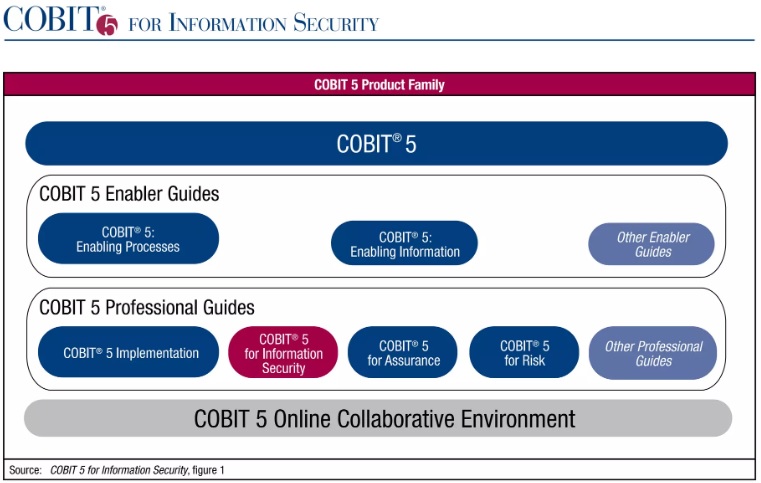 COBIT®5 FOR INFORMATION SECURITY
COBIT 5 Product Family
COBIT® 5
COBIT 5 Enabler Guides
COBIT® 5:
Enabling Processes
COBIT® 5:
Enabling Information
Other Enabler
Guides
COBIT 5 Professional Guides
COBIT® 5 Implementation
COBIT® 5
for Information
Security
COBIT® 5
for Assurance
COBIT® 5
for Risk
Other Professional
Guides
COBIT 5 Online Collaborative Environment
Source: COBIT 5 for Information Security, figure 1